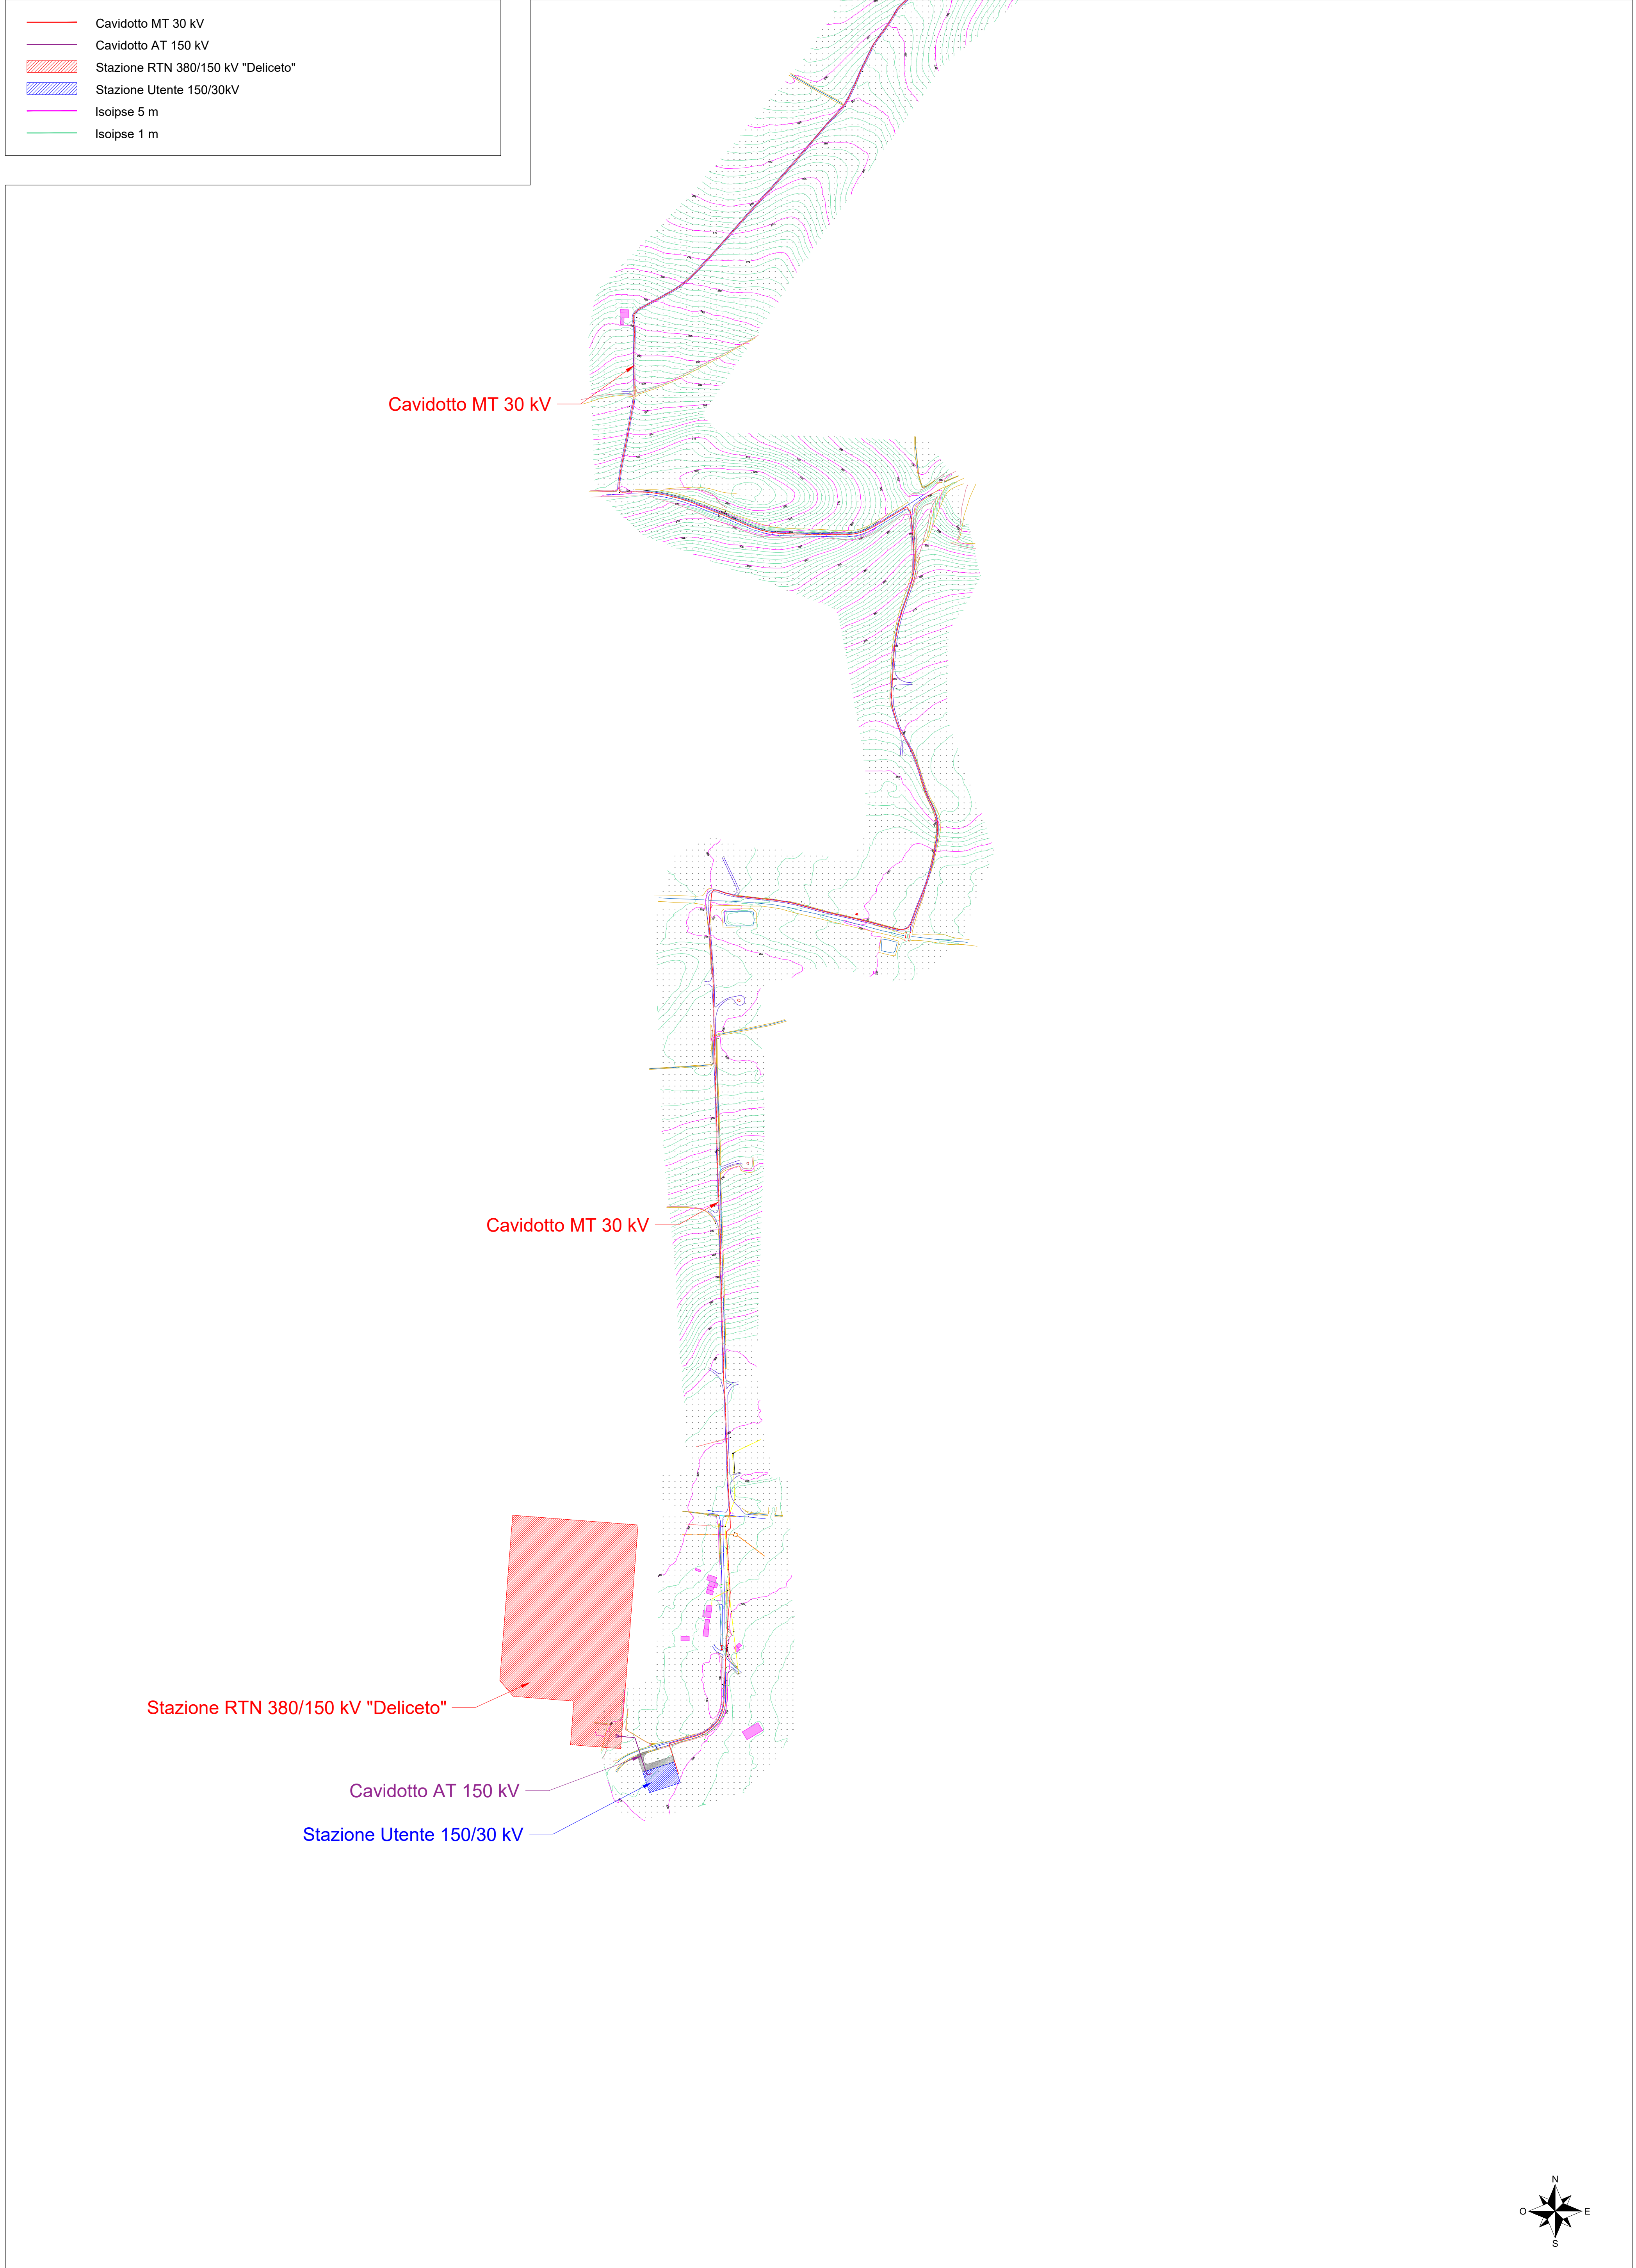 Cavidotto MT 30 kV
Cavidotto AT 150 kV
Stazione RTN 380/150 kV "Deliceto"
Stazione Utente 150/30kV
Isoipse 5 m
Isoipse 1 m
Cavidotto MT 30 kV
Cavidotto MT 30 kV
Stazione RTN 380/150 kV "Deliceto"
Cavidotto AT 150 kV
Stazione Utente 150/30 kV
N
O
E
S